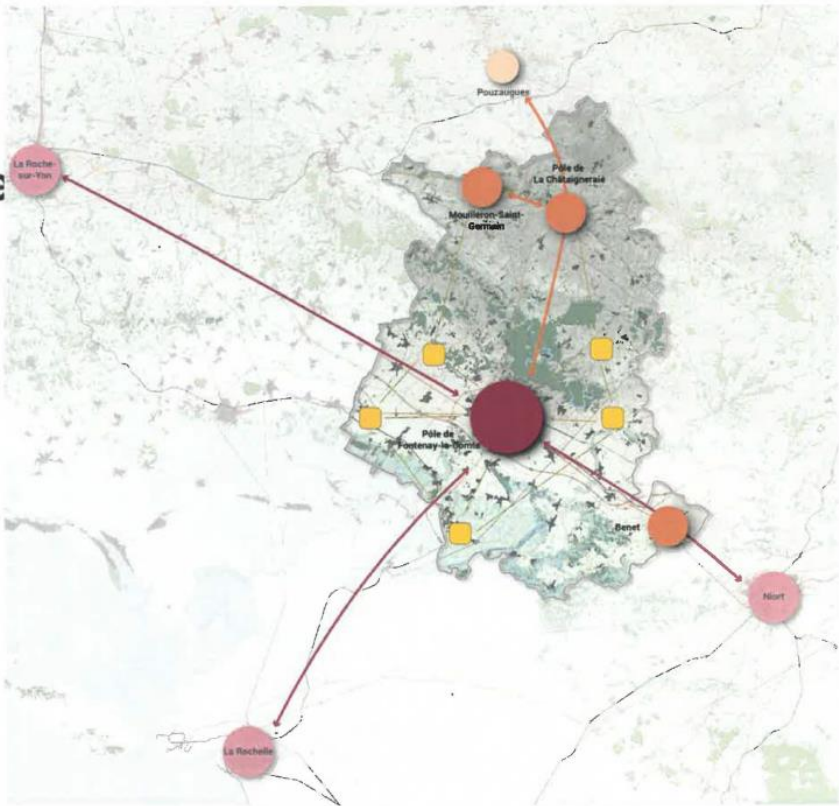 Pouzauges
La Roche-
sur-Yon
Pôle de
La Châtaigneraie
Mouilleron-Saint-
Germain
Pôle de
Fontenay-le-Comte
Benet
Niort
La Rochelle